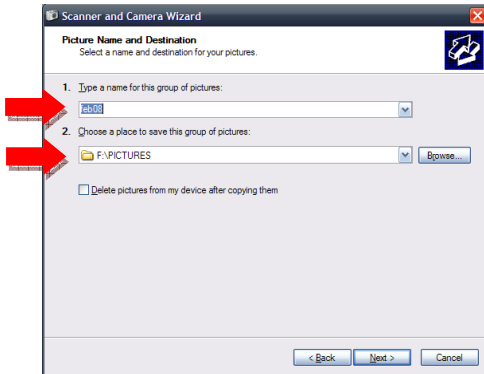 Scanner and Camera Wizard
Picture Name and Destination
Select a name and destination for your pictures.
1. Type a name for this group of pictures:
feb08
2. Choose a place to save this group of pictures:
F:\PICTURES
Browse...
Delete pictures from my device after copying them
< Back Next > Cancel